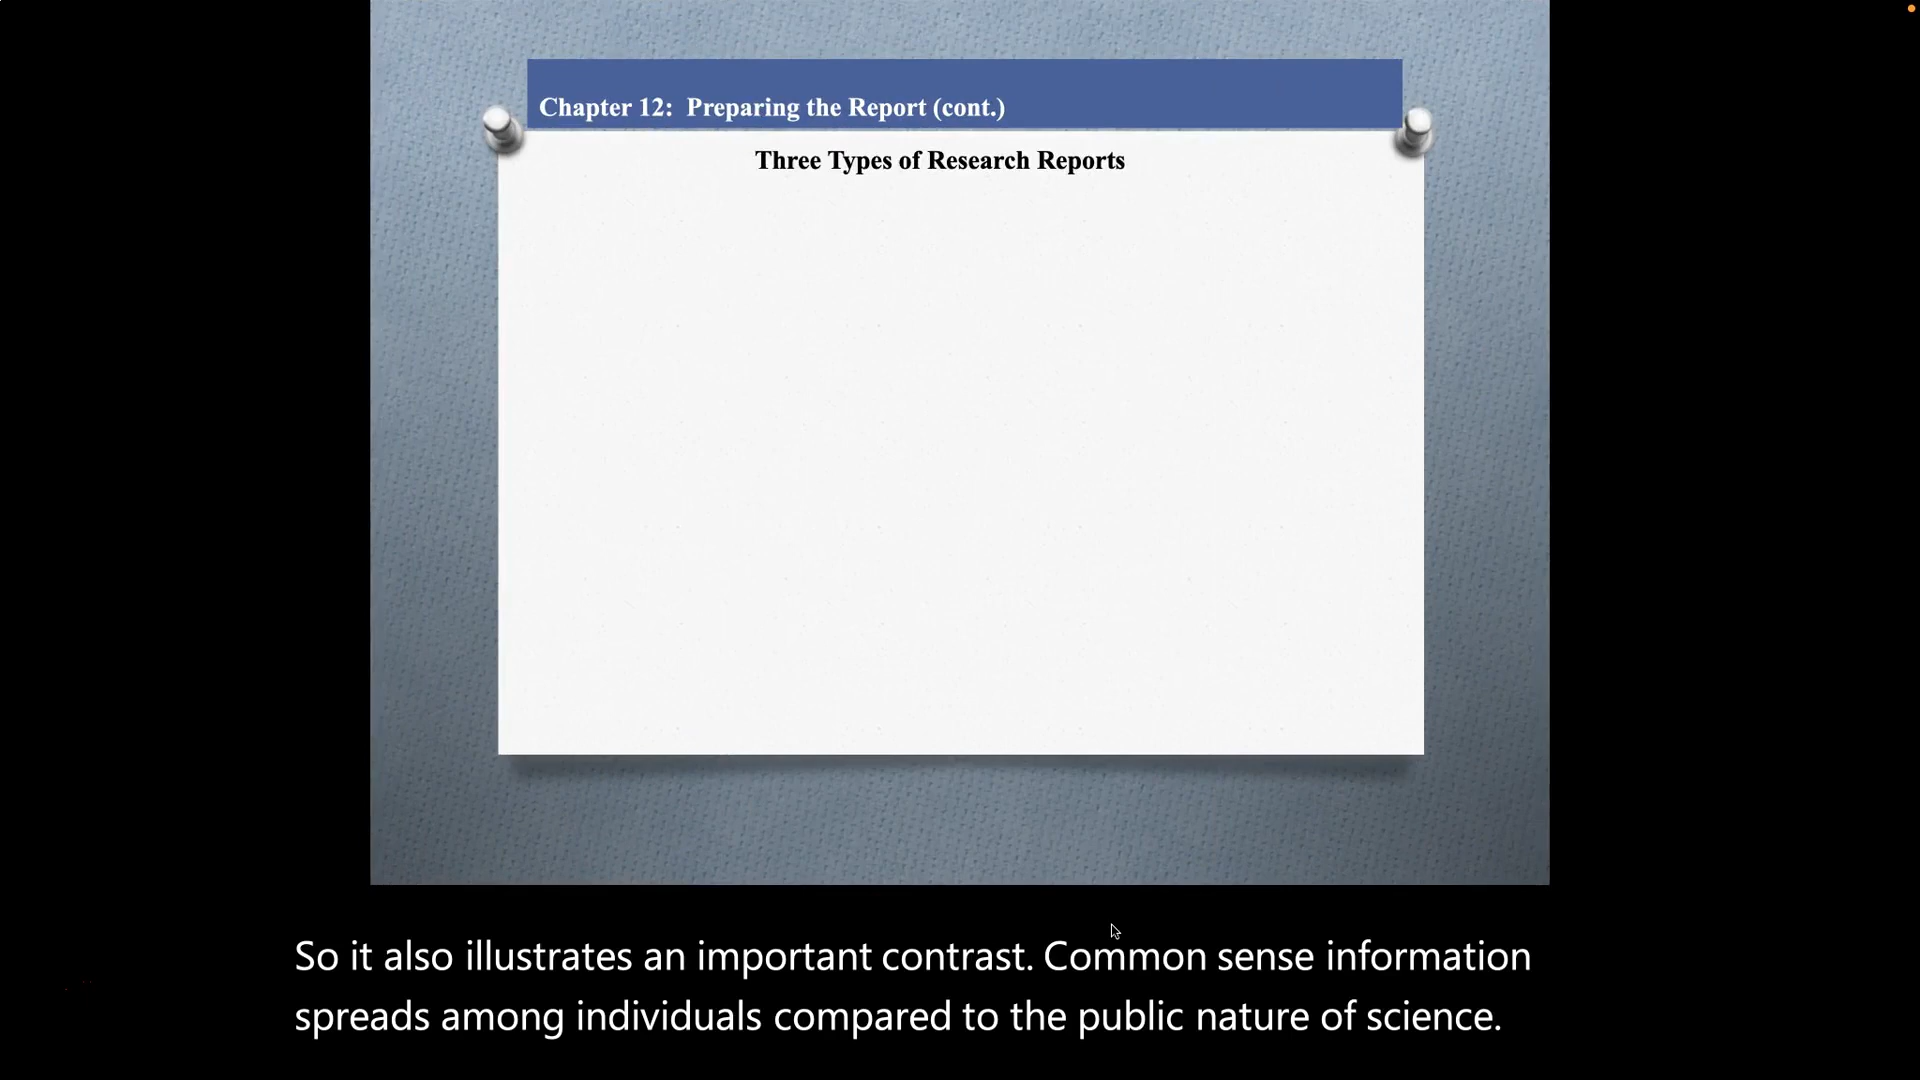 Chapter 12:  Preparing the Report (cont.)
Three Types of Research Reports
So it also illustrates an important contrast. Common sense information
spreads among individuals compared to the public nature of science.